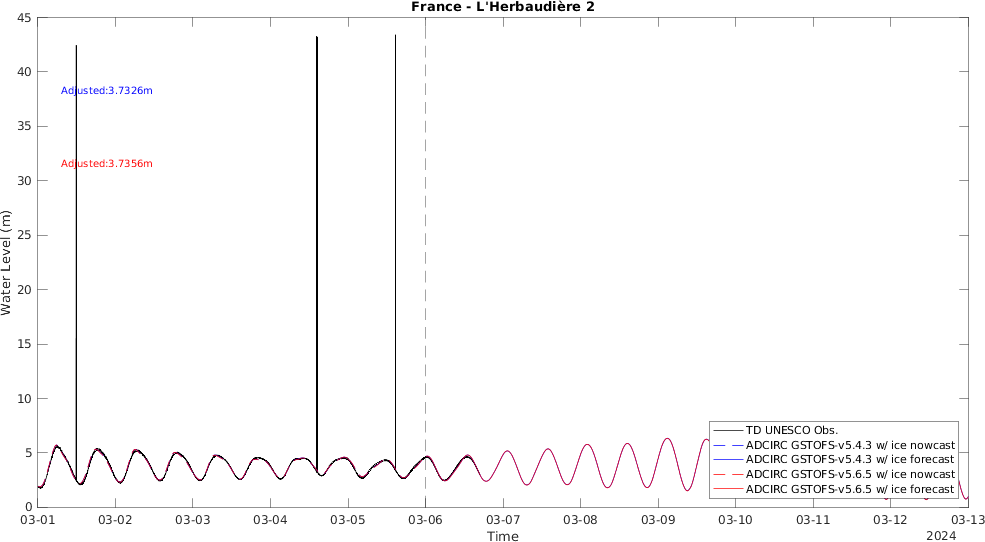 France - L'Herbaudière 2
45
40
35
30
25
20
15
10
5
0
Water Level (m)
Adjusted:3.7326m
Adjusted:3.7356m
TD UNESCO Obs.
ADCIRC GSTOFS-v5.4.3 w/ ice nowcast
ADCIRC GSTOFS-v5.4.3 w/ ice forecast
ADCIRC GSTOFS-v5.6.5 w/ ice nowcast
ADCIRC GSTOFS-v5.6.5 w/ ice forecast
03-01 03-02 03-03 03-04 03-05 03-06 03-07 03-08 03-09 03-10 03-11 03-12 03-13
Time
2024